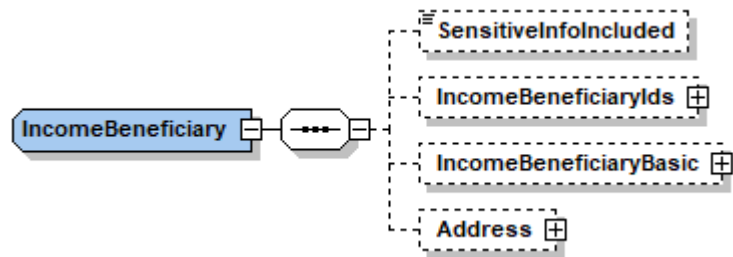 SensitiveInfoIncluded
IncomeBeneficiaryIds
IncomeBeneficiary
IncomeBeneficiaryBasic
Address